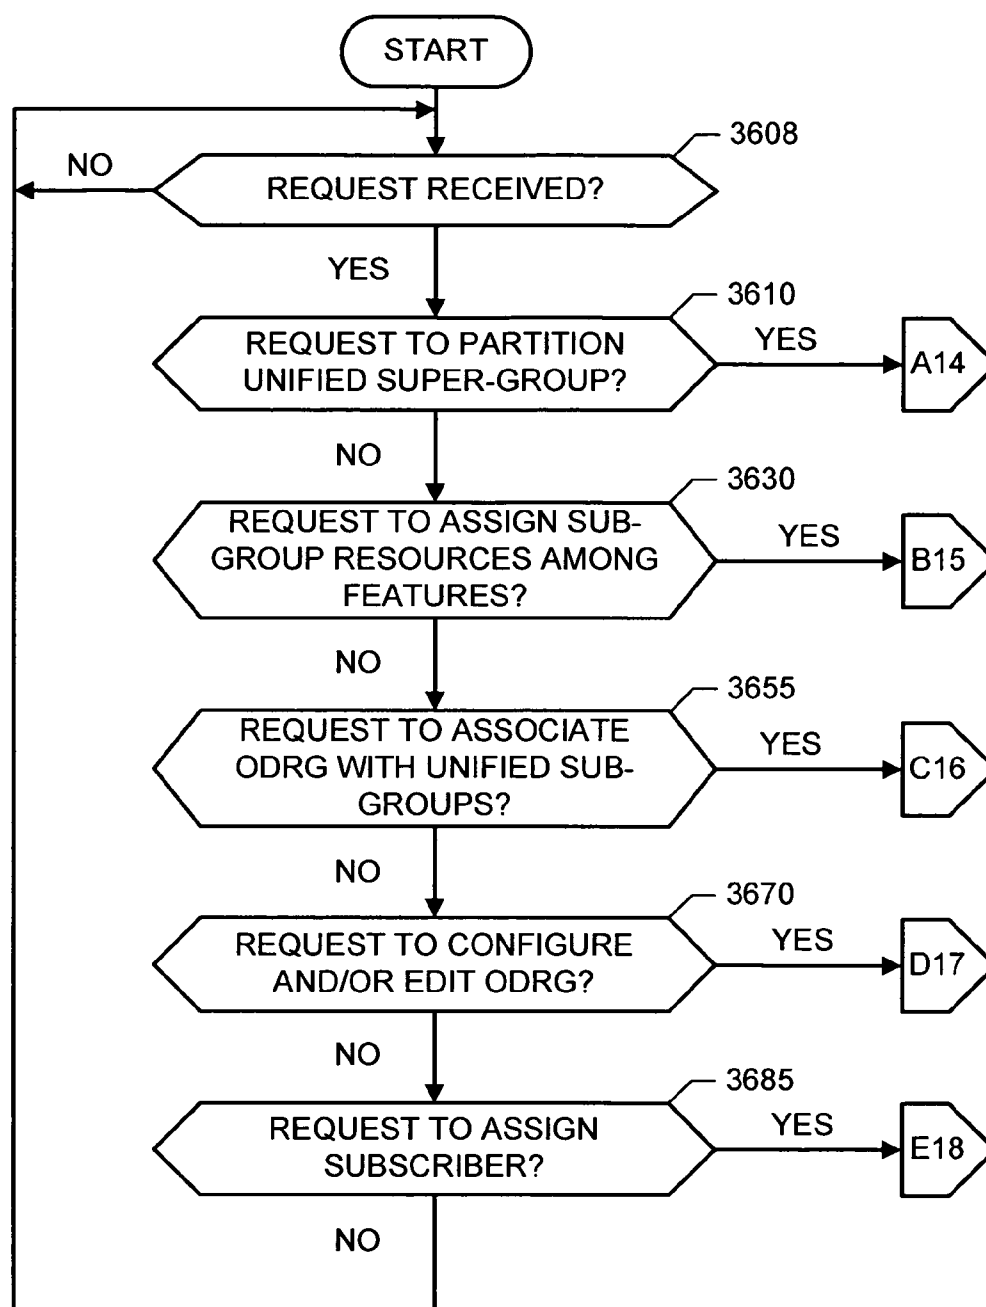 START
3608
NO
REQUEST RECEIVED?
YES
3610
REQUEST TO PARTITION
UNIFIED SUPER-GROUP?
YES
A14
NO
3630
REQUEST TO ASSIGN SUB-
GROUP RESOURCES AMONG
FEATURES?
YES
B15
NO
3655
REQUEST TO ASSOCIATE
ODRG WITH UNIFIED SUB-
GROUPS?
YES
C16
NO
3670
REQUEST TO CONFIGURE
AND/OR EDIT ODRG?
YES
D17
NO
3685
REQUEST TO ASSIGN
SUBSCRIBER?
YES
E18
NO